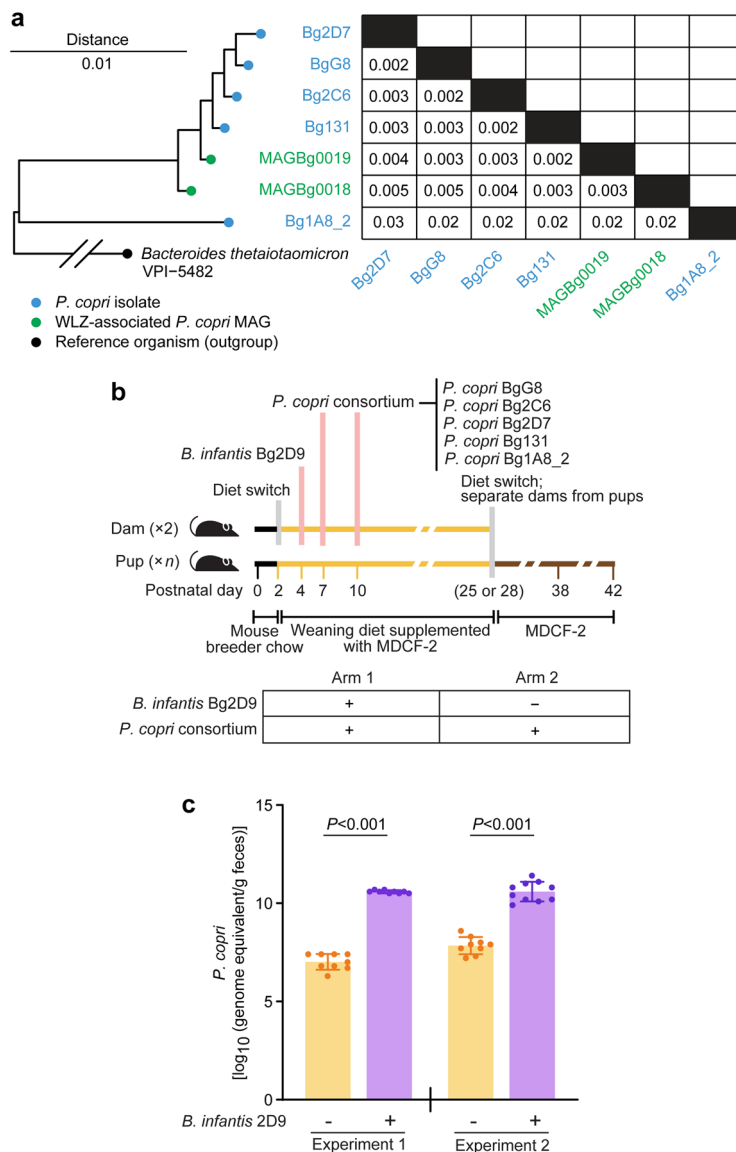 a
Distance
0.01
Bg2D7
BgG8
0.002
Bg2C6
0.003 0.002
Bg131
0.003 0.003 0.002
MAGBg0019
0.004 0.003 0.003 0.002
MAGBg0018
0.005 0.005 0.004 0.003 0.003
Bg1A8_2
0.03 0.02 0.02 0.02 0.02 0.02
Bacteroides thetaiotaomicron
VPI−5482
Bg2D7 BgG8 Bg2C6 Bg131 MAGBg0019 MAGBg0018 Bg1A8_2
P. copri isolate
WLZ-associated P. copri MAG
Reference organism (outgroup)
b
P. copri consortium
P. copri BgG8
P. copri Bg2C6
P. copri Bg2D7
P. copri Bg131
P. copri Bg1A8_2
B. infantis Bg2D9
Diet switch
Diet switch;
separate dams from pups
Dam (×2)
Pup (×n)
Postnatal day 0 2 4 7 10 (25 or 28) 38 42
Mouse
breeder chow
Weaning diet supplemented
with MDCF-2
MDCF-2
Arm 1 Arm 2
B. infantis Bg2D9 + −
P. copri consortium + +
c
P. copri
[log10 (genome equivalent/g feces)]
15
10
5
0
P<0.001 P<0.001
B. infantis 2D9 - + - +
Experiment 1 Experiment 2